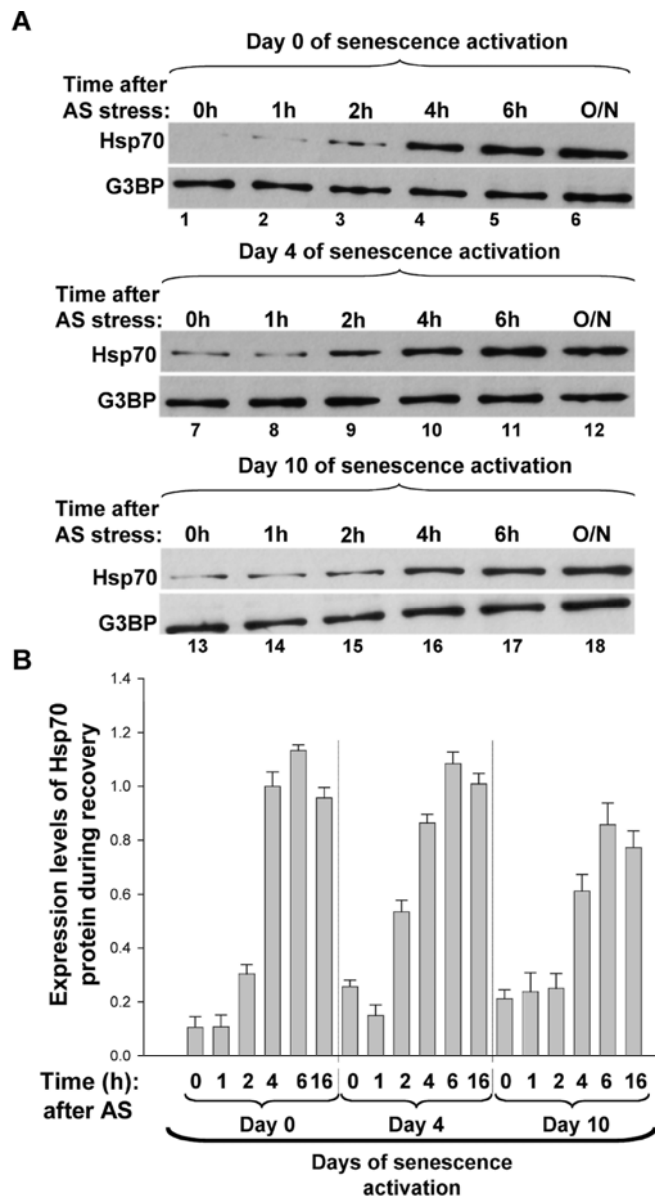 A
Day 0 of senescence activation
Time after
AS stress: 0h 1h 2h 4h 6h O/N
Hsp70
G3BP
1 2 3 4 5 6
Day 4 of senescence activation
Time after
AS stress: 0h 1h 2h 4h 6h O/N
Hsp70
G3BP
7 8 9 10 11 12
Day 10 of senescence activation
Time after
AS stress: 0h 1h 2h 4h 6h O/N
Hsp70
G3BP
13 14 15 16 17 18
B
Expression levels of Hsp70
protein during recovery
1.4
1.2
1.0
0.8
0.6
0.4
0.2
0.0
Time (h): 0 1 2 4 6 16 0 1 2 4 6 16 0 1 2 4 6 16
after AS
Day 0 Day 4 Day 10
Days of senescence
activation